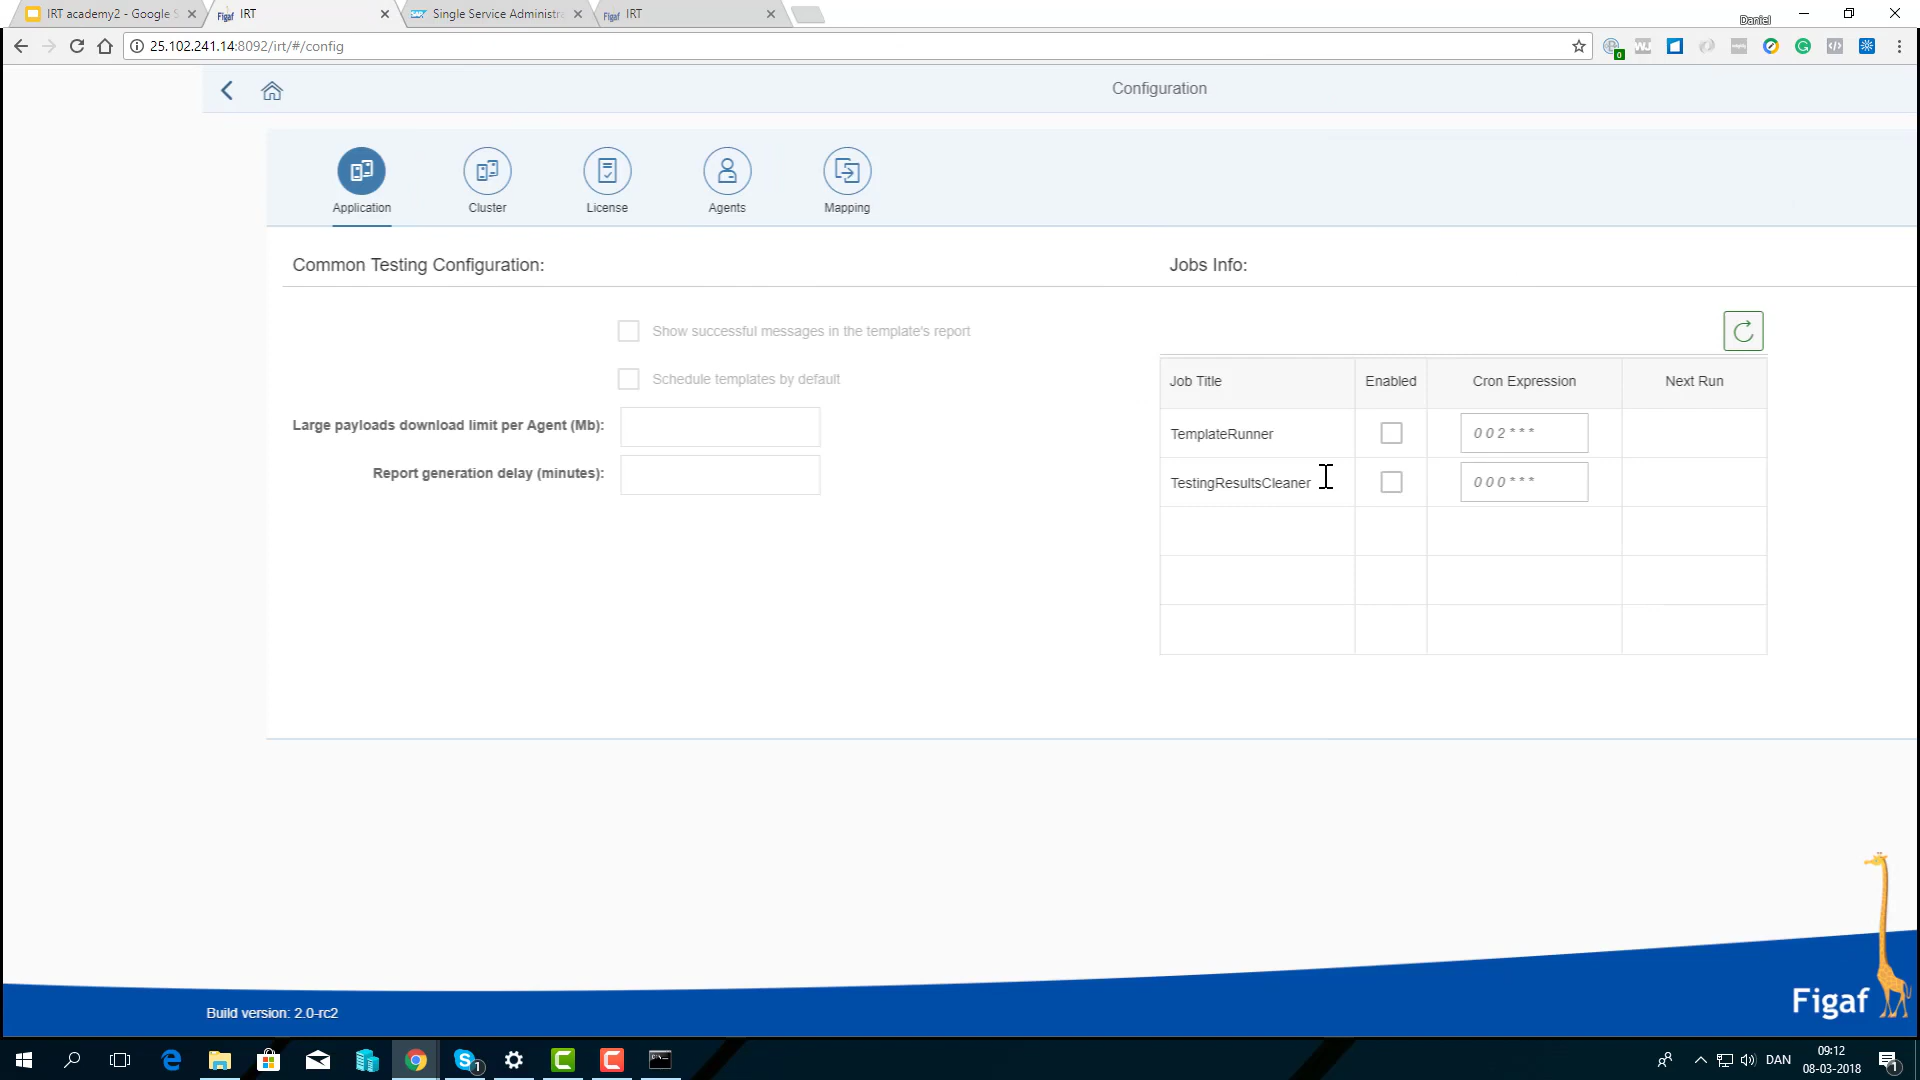 IRT academy2 - Google S
IRT
Single Service Administra
IRT
Daniel
25.102.241.14:8092/irt/#/config
0
Configuration
Application
Cluster
License
Agents
Mapping
Common Testing Configuration:
Jobs Info:
Show successful messages in the template's report
Schedule templates by default
Large payloads download limit per Agent (Mb):
Report generation delay (minutes):
Job Title Enabled Cron Expression Next Run
TemplateRunner 0 0 2 * * *
TestingResultsCleaner 0 0 0 * * *
Figaf
Build version: 2.0-rc2
DAN
09:12
08-03-2018